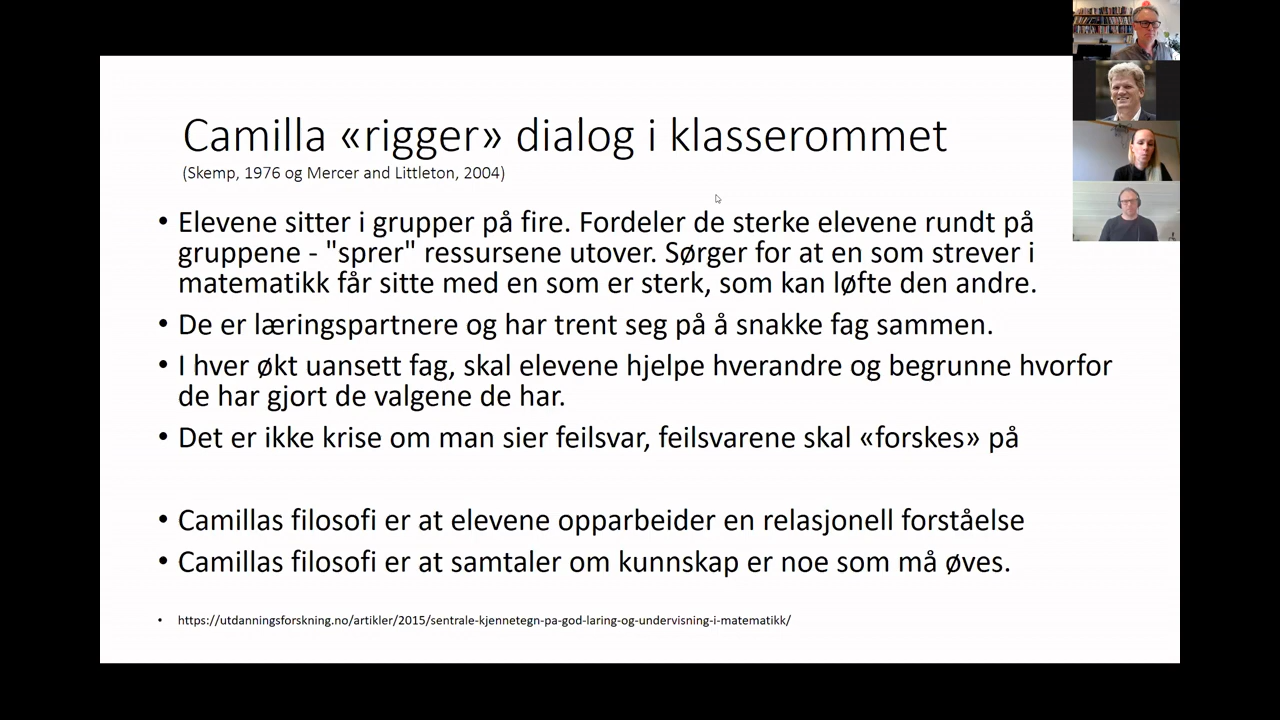 Camilla «rigger» dialog i klasserommet
(Skemp, 1976 og Mercer and Littleton, 2004)
• Elevene sitter i grupper på fire. Fordeler de sterke elevene rundt på
gruppene - "sprer" ressursene utover. Sørger for at en som strever i
matematikk får sitte med en som er sterk, som kan løfte den andre.
• De er læringspartnere og har trent seg på å snakke fag sammen.
• I hver økt uansett fag, skal elevene hjelpe hverandre og begrunne hvorfor
de har gjort de valgene de har.
• Det er ikke krise om man sier feilsvar, feilsvarene skal «forskes» på
• Camillas filosofi er at elevene opparbeider en relasjonell forståelse
• Camillas filosofi er at samtaler om kunnskap er noe som må øves.
• https://utdanningsforskning.no/artikler/2015/sentrale-kjennetegn-pa-god-laring-og-undervisning-i-matematikk/